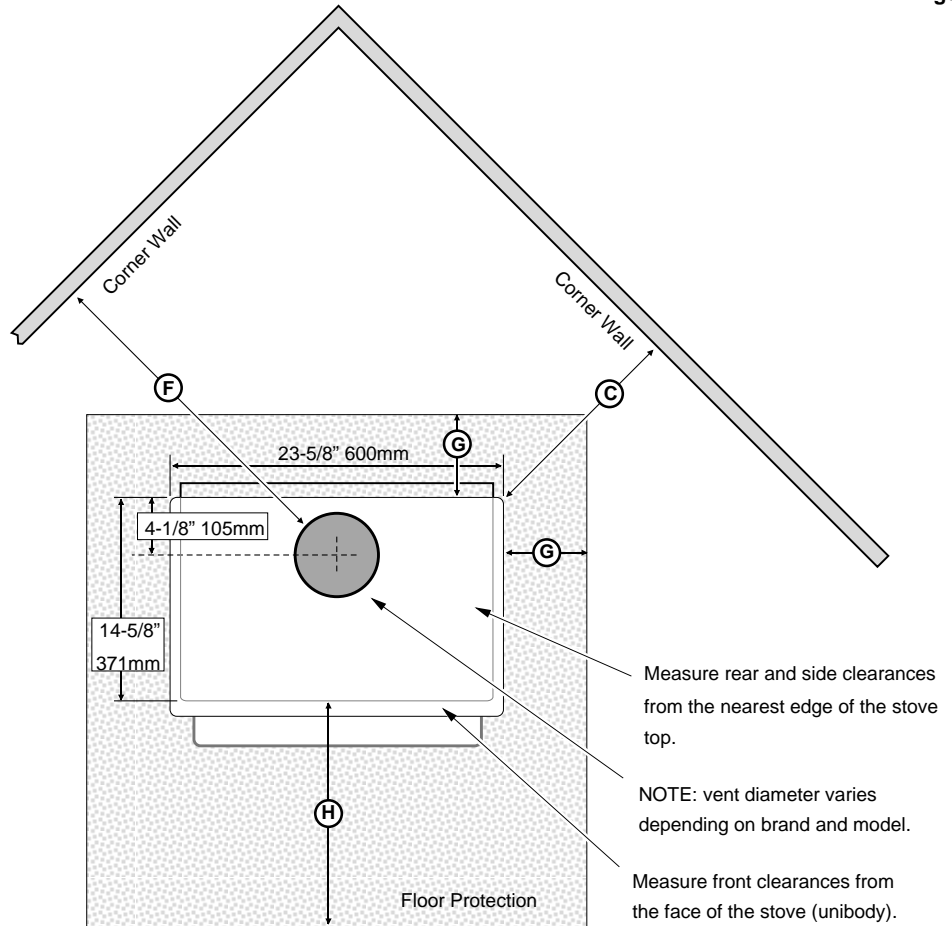 g
Corner Wall
Corner Wall
F
C
G
23-5/8” 600mm
4-1/8” 105mm
G
14-5/8”
371mm
Measure rear and side clearances
from the nearest edge of the stove
top.
NOTE: vent diameter varies
depending on brand and model.
H
Measure front clearances from
the face of the stove (unibody).
Floor Protection